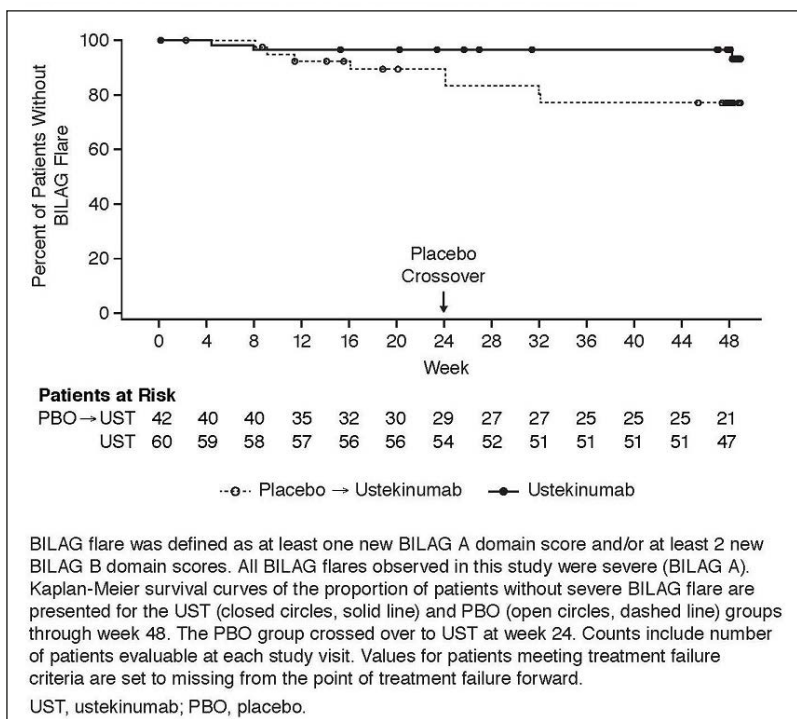 100
80
60
40
20
0
Percent of Patients Without
BILAG Flare
Placebo
Crossover
0 4 8 12 16 20 24 28 32 36 40 44 48
Week
Patients at Risk
PBO → UST 42 40 40 35 32 30 29 27 27 25 25 25 21
UST 60 59 58 57 56 56 54 52 51 51 51 51 47
Placebo → Ustekinumab Ustekinumab
BILAG flare was defined as at least one new BILAG A domain score and/or at least 2 new
BILAG B domain scores. All BILAG flares observed in this study were severe (BILAG A).
Kaplan-Meier survival curves of the proportion of patients without severe BILAG flare are
presented for the UST (closed circles, solid line) and PBO (open circles, dashed line) groups
through week 48. The PBO group crossed over to UST at week 24. Counts include number
of patients evaluable at each study visit. Values for patients meeting treatment failure
criteria are set to missing from the point of treatment failure forward.
UST, ustekinumab; PBO, placebo.